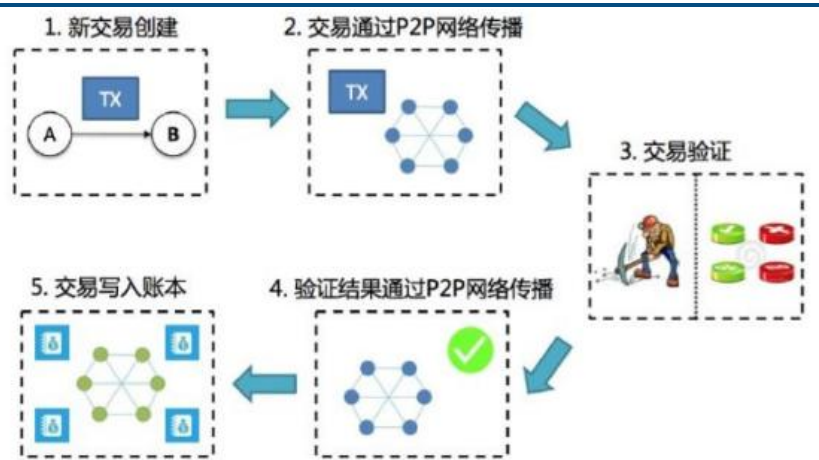 1. 新交易创建
2. 交易通过P2P网络传播
TX
A
B
TX
3. 交易验证
5. 交易写入账本
4. 验证结果通过P2P网络传播